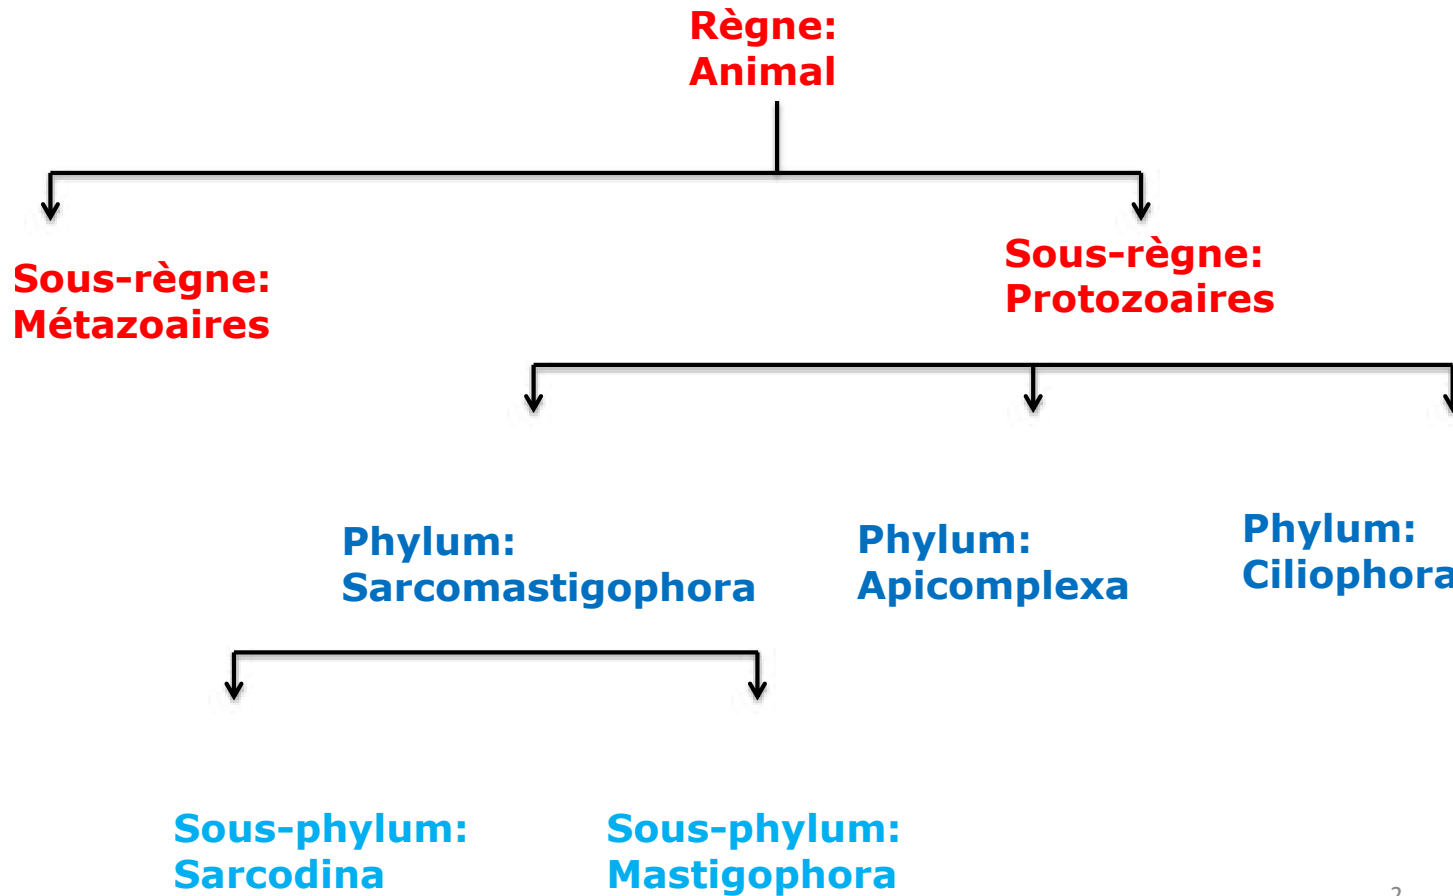 Règne:
Animal
Sous-règne:
Métazoaires
Sous-règne:
Protozoaires
Phylum:
Sarcomastigophora
Phylum:
Apicomplexa
Phylum:
Ciliophora
Sous-phylum:
Sarcodina
Sous-phylum:
Mastigophora
2